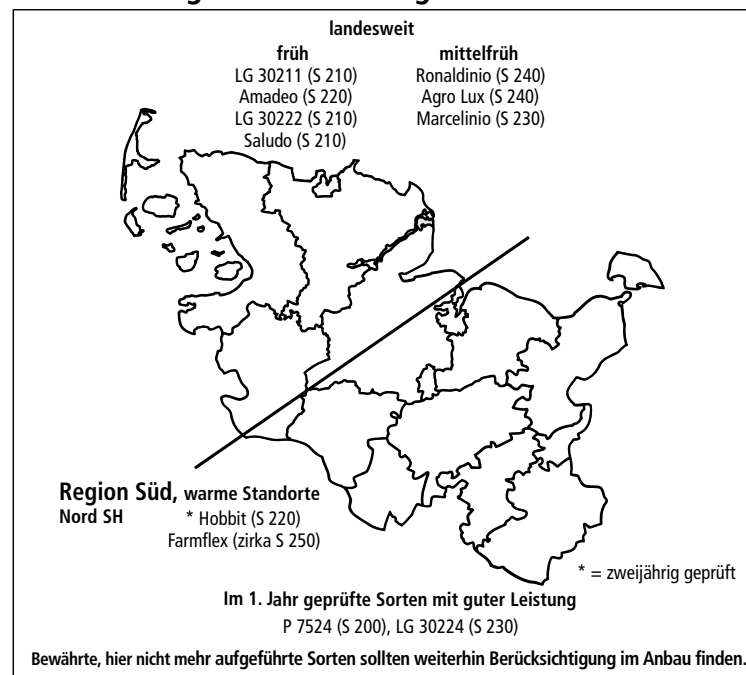 landesweit
früh
LG 30211 (S 210)
Amadeo (S 220)
LG 30222 (S 210)
Saludo (S 210)
mittelfrüh
Ronaldinio (S 240)
Agro Lux (S 240)
Marcelinio (S 230)
Region Süd, warme Standorte
Nord SH
* Hobbit (S 220)
Farmflex (zirka S 250)
* = zweijährig geprüft
Im 1. Jahr geprüfte Sorten mit guter Leistung
P 7524 (S 200), LG 30224 (S 230)
Bewährte, hier nicht mehr aufgeführte Sorten sollten weiterhin Berücksichtigung im Anbau finden.